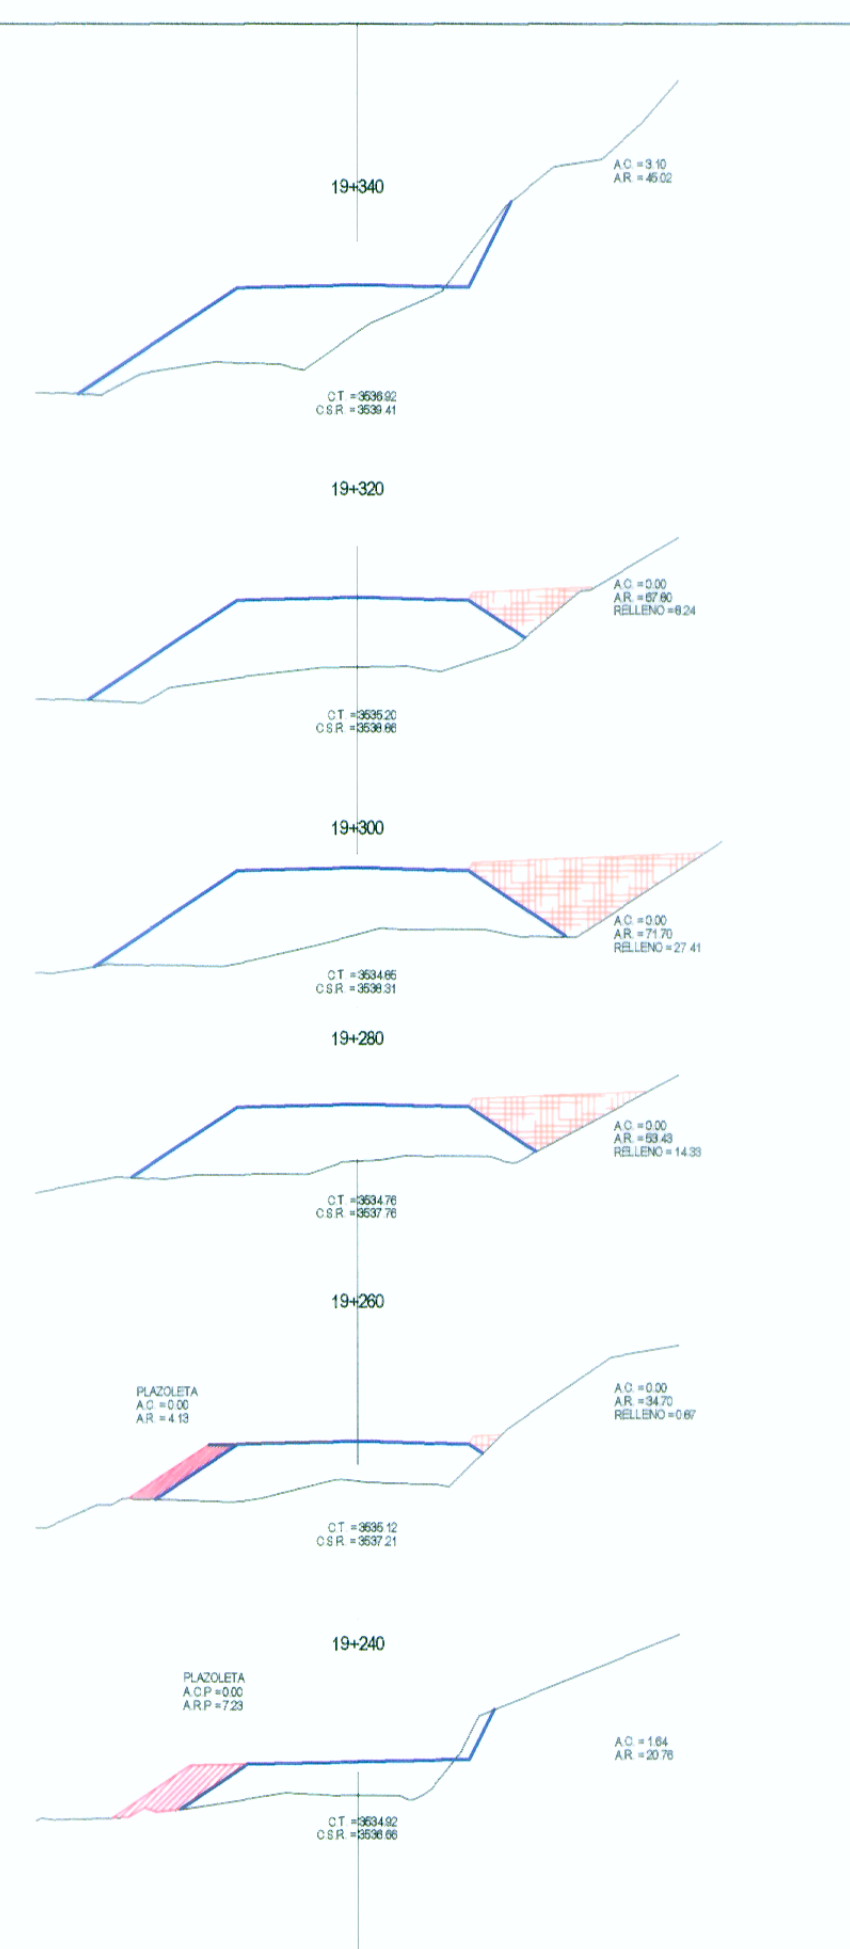 19+340
A.C. = 3.10
A.R. = 45.02
C.T. = 3536.92
C.S.R. = 3539.41
19+320
A.C. = 0.00
A.R. = 67.80
RELLENO = 8.24
C.T. = 3535.20
C.S.R. = 3538.86
19+300
A.C. = 0.00
A.R. = 71.70
RELLENO = 27.41
C.T. = 3534.85
C.S.R. = 3538.31
19+280
A.C. = 0.00
A.R. = 53.43
RELLENO = 14.33
C.T. = 3534.76
C.S.R. = 3537.76
19+260
PLAZOLETA
A.C. = 0.00
A.R. = 4.13
A.C. = 0.00
A.R. = 34.70
RELLENO = 0.67
C.T. = 3535.12
C.S.R. = 3537.21
19+240
PLAZOLETA
A.C.P = 0.00
A.R.P = 7.23
A.C. = 1.64
A.R. = 20.76
C.T. = 3534.92
C.S.R. = 3536.66